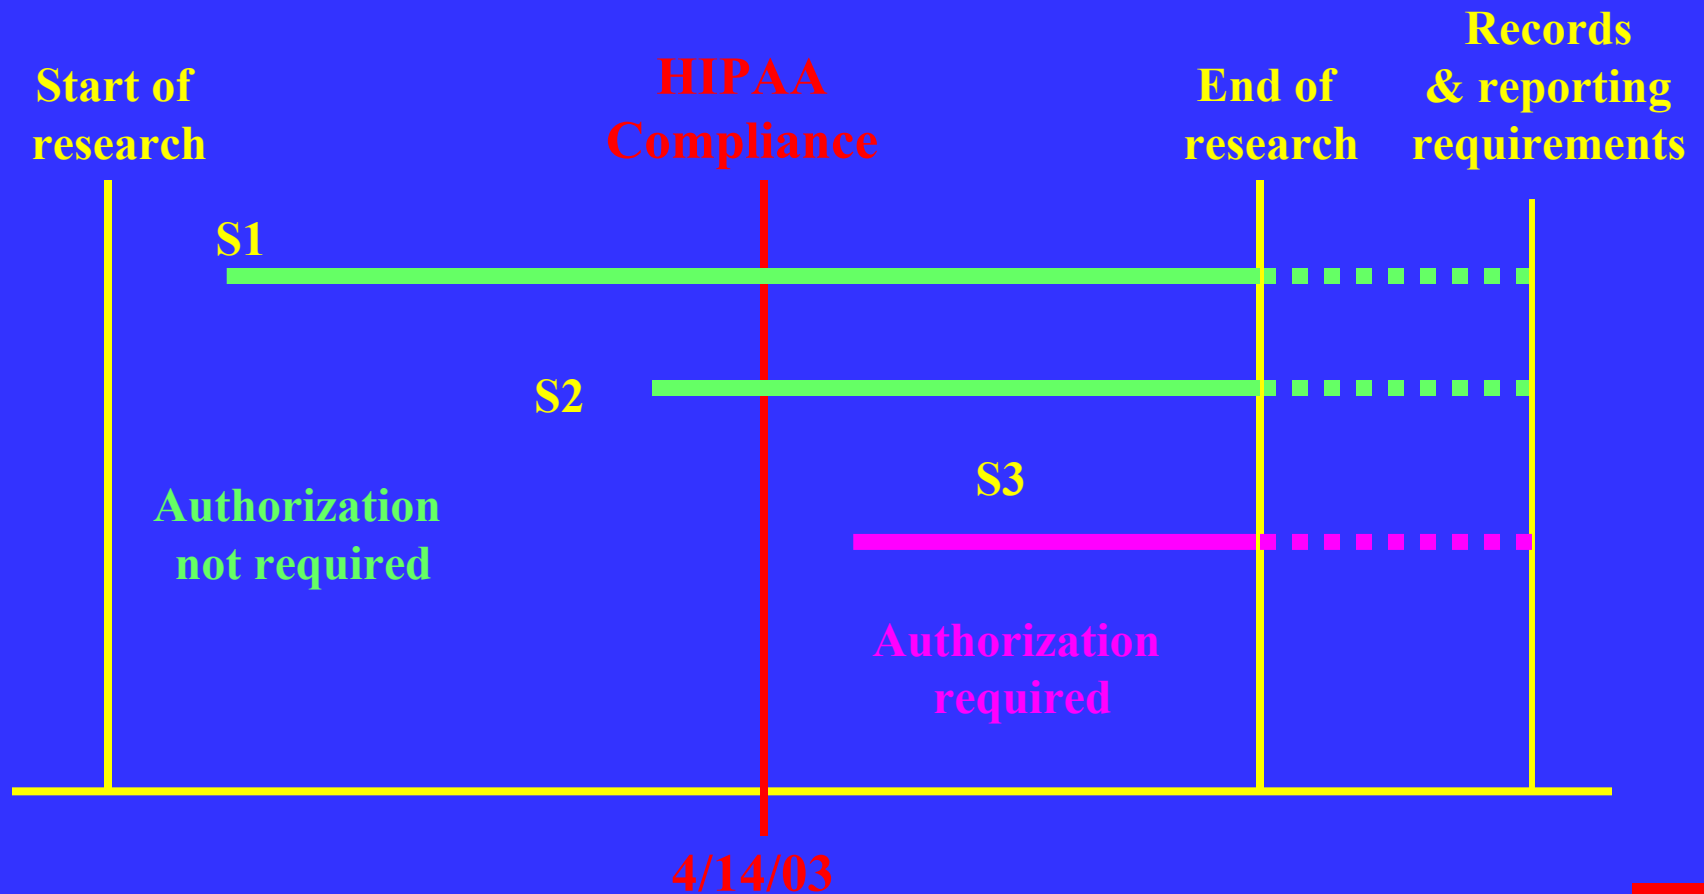 Start of
research
HIPAA
Compliance
End of
research
Records
& reporting
requirements
S1
S2
S3
Authorization
not required
Authorization
required
4/14/03